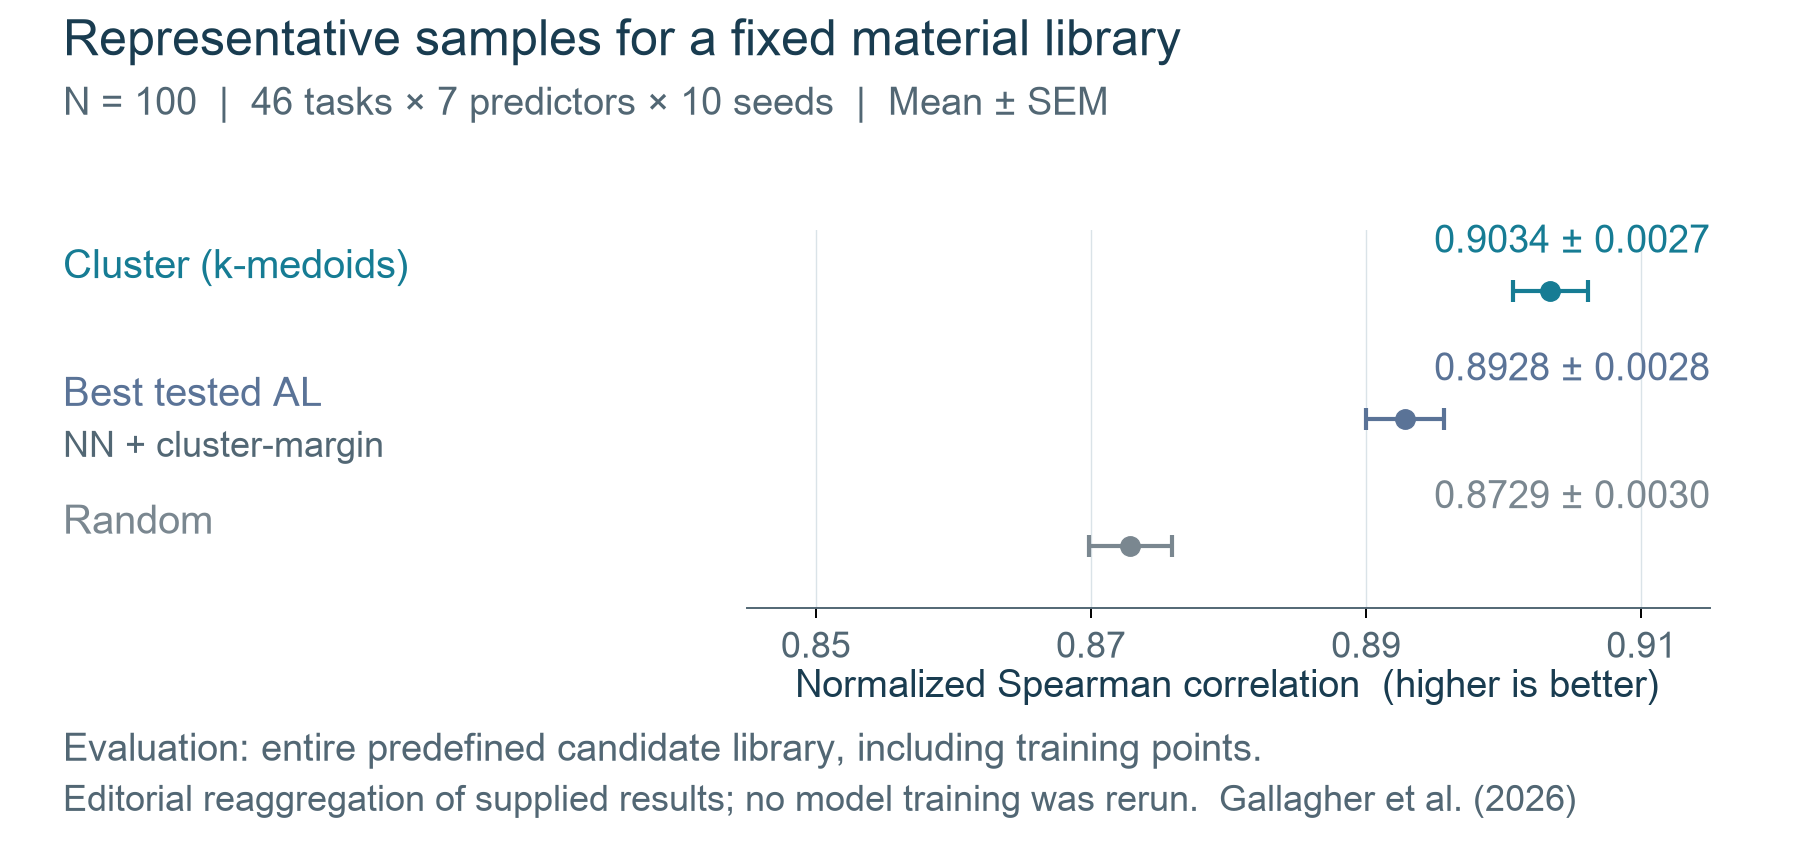 Representative samples for a fixed material library
N = 100 | 46 tasks × 7 predictors × 10 seeds | Mean ± SEM
Cluster (k-medoids)
0.9034 ± 0.0027
Best tested AL
NN + cluster-margin
0.8928 ± 0.0028
Random
0.8729 ± 0.0030
0.85 0.87 0.89 0.91
Normalized Spearman correlation (higher is better)
Evaluation: entire predefined candidate library, including training points.
Editorial reaggregation of supplied results; no model training was rerun. Gallagher et al. (2026)